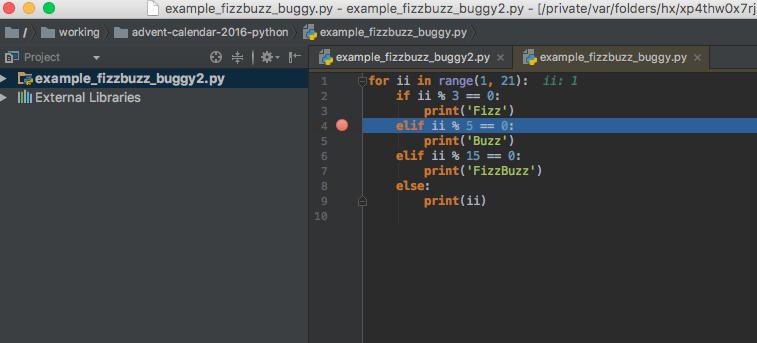 example_fizzbuzz_buggy.py - example_fizzbuzz_buggy2.py - [/private/var/folders/hx/xp4thw0x7rj
/ working advent-calendar-2016-python example_fizzbuzz_buggy.py
Project
example_fizzbuzz_buggy2.py
External Libraries
example_fizzbuzz_buggy2.py × example_fizzbuzz_buggy.py ×
1 for ii in range(1, 21): ii: 1
2 if ii % 3 == 0:
3 print('Fizz')
4 elif ii % 5 == 0:
5 print('Buzz')
6 elif ii % 15 == 0:
7 print('FizzBuzz')
8 else:
9 print(ii)
10